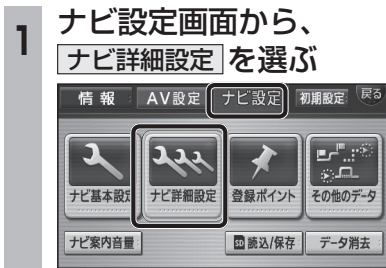 1
ナビ設定画面から、
ナビ詳細設定 を選ぶ
情報 AV設定 ナビ設定 初期設定 戻る
ナビ基本設定 ナビ詳細設定 登録ポイント その他のデータ
ナビ案内音量 SD 読込/保存 データ消去